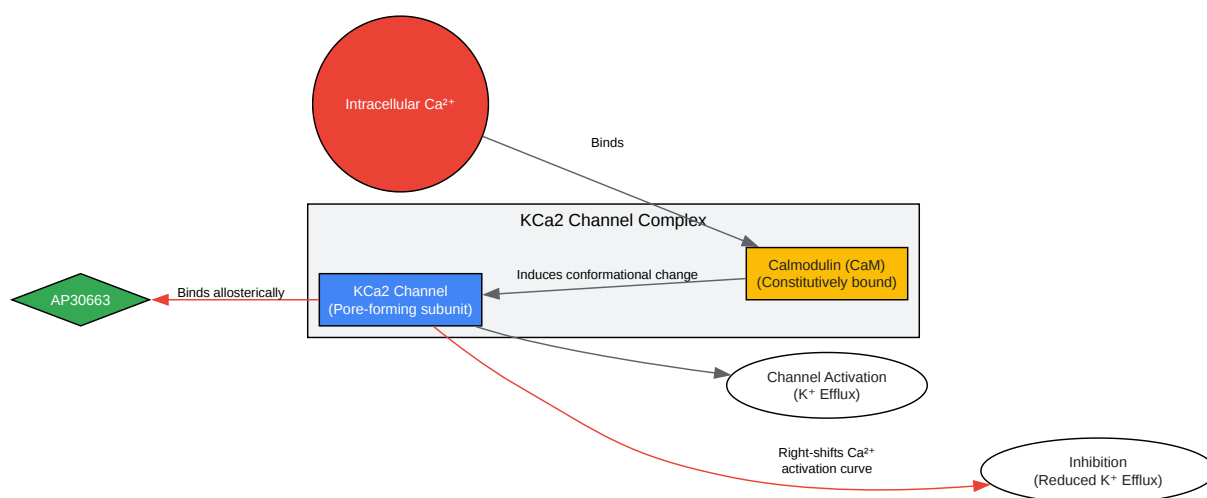 Intracellular Ca²⁺
Binds
KCa2 Channel Complex
Calmodulin (CaM)
(Constitutively bound)
Induces conformational change
KCa2 Channel
(Pore-forming subunit)
Binds allosterically
AP30663
Channel Activation
(K⁺ Efflux)
Right-shifts Ca²⁺
activation curve
Inhibition
(Reduced K⁺ Efflux)